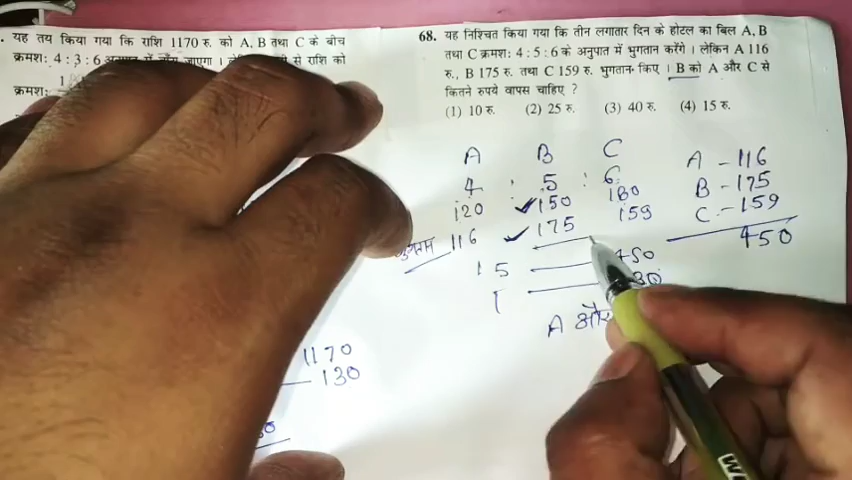 . यह तय किया गया कि राशि 1170 रु. को A, B तथा C के बीच
क्रमशः 4 : 3 : 6 अनुपात में बाँटा जाएगा । से राशि को
1170
130
68. यह निश्चित किया गया कि तीन लगातार दिन के होटल का बिल A, B
तथा C क्रमशः 4 : 5 : 6 के अनुपात में भुगतान करेंगे । लेकिन A 116
रु., B 175 रु. तथा C 159 रु. भुगतान किए । B को A और C से
कितने रुपये वापस चाहिए ?
(1) 10 रु. (2) 25 रु. (3) 40 रु. (4) 15 रु.
A B C
4 : 5 : 6
120 150 180
116 175 159
15 450
1 30
A और
A - 116
B - 175
C - 159
450